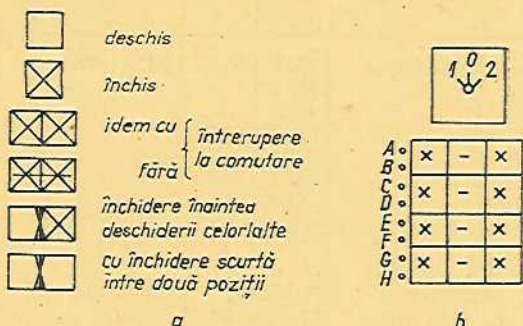 deschis
închis
idem cu
fără
întrerupere
la comutare
închidere înaintea
deschiderii celorlalte
cu închidere scurtă
între două poziții
a
1 0 2
A × - ×
B
C × - ×
D
E × - ×
F
G × - ×
H
b